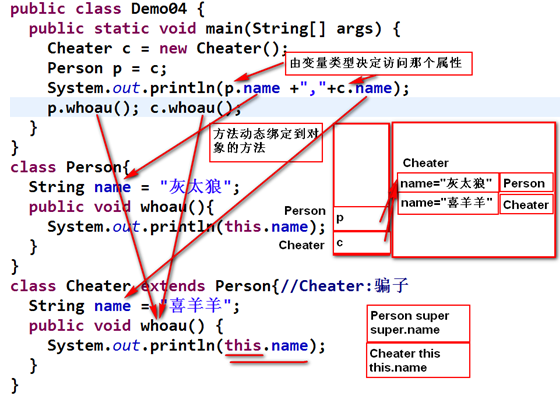 public class Demo04 {
public static void main(String[] args) {
Cheater c = new Cheater();
Person p = c;
由变量类型决定访问那个属性
System.out.println(p.name +","+c.name);
p.whoau(); c.whoau();
}
}
方法动态绑定到对
象的方法
class Person{
String name = "灰太狼";
public void whoau(){
System.out.println(this.name);
}
}
class Cheater extends Person{//Cheater:骗子
String name = "喜羊羊";
public void whoau() {
System.out.println(this.name);
}
}
Person
p
Cheater
c
Cheater
name="灰太狼" Person
name="喜羊羊" Cheater
Person super
super.name
Cheater this
this.name